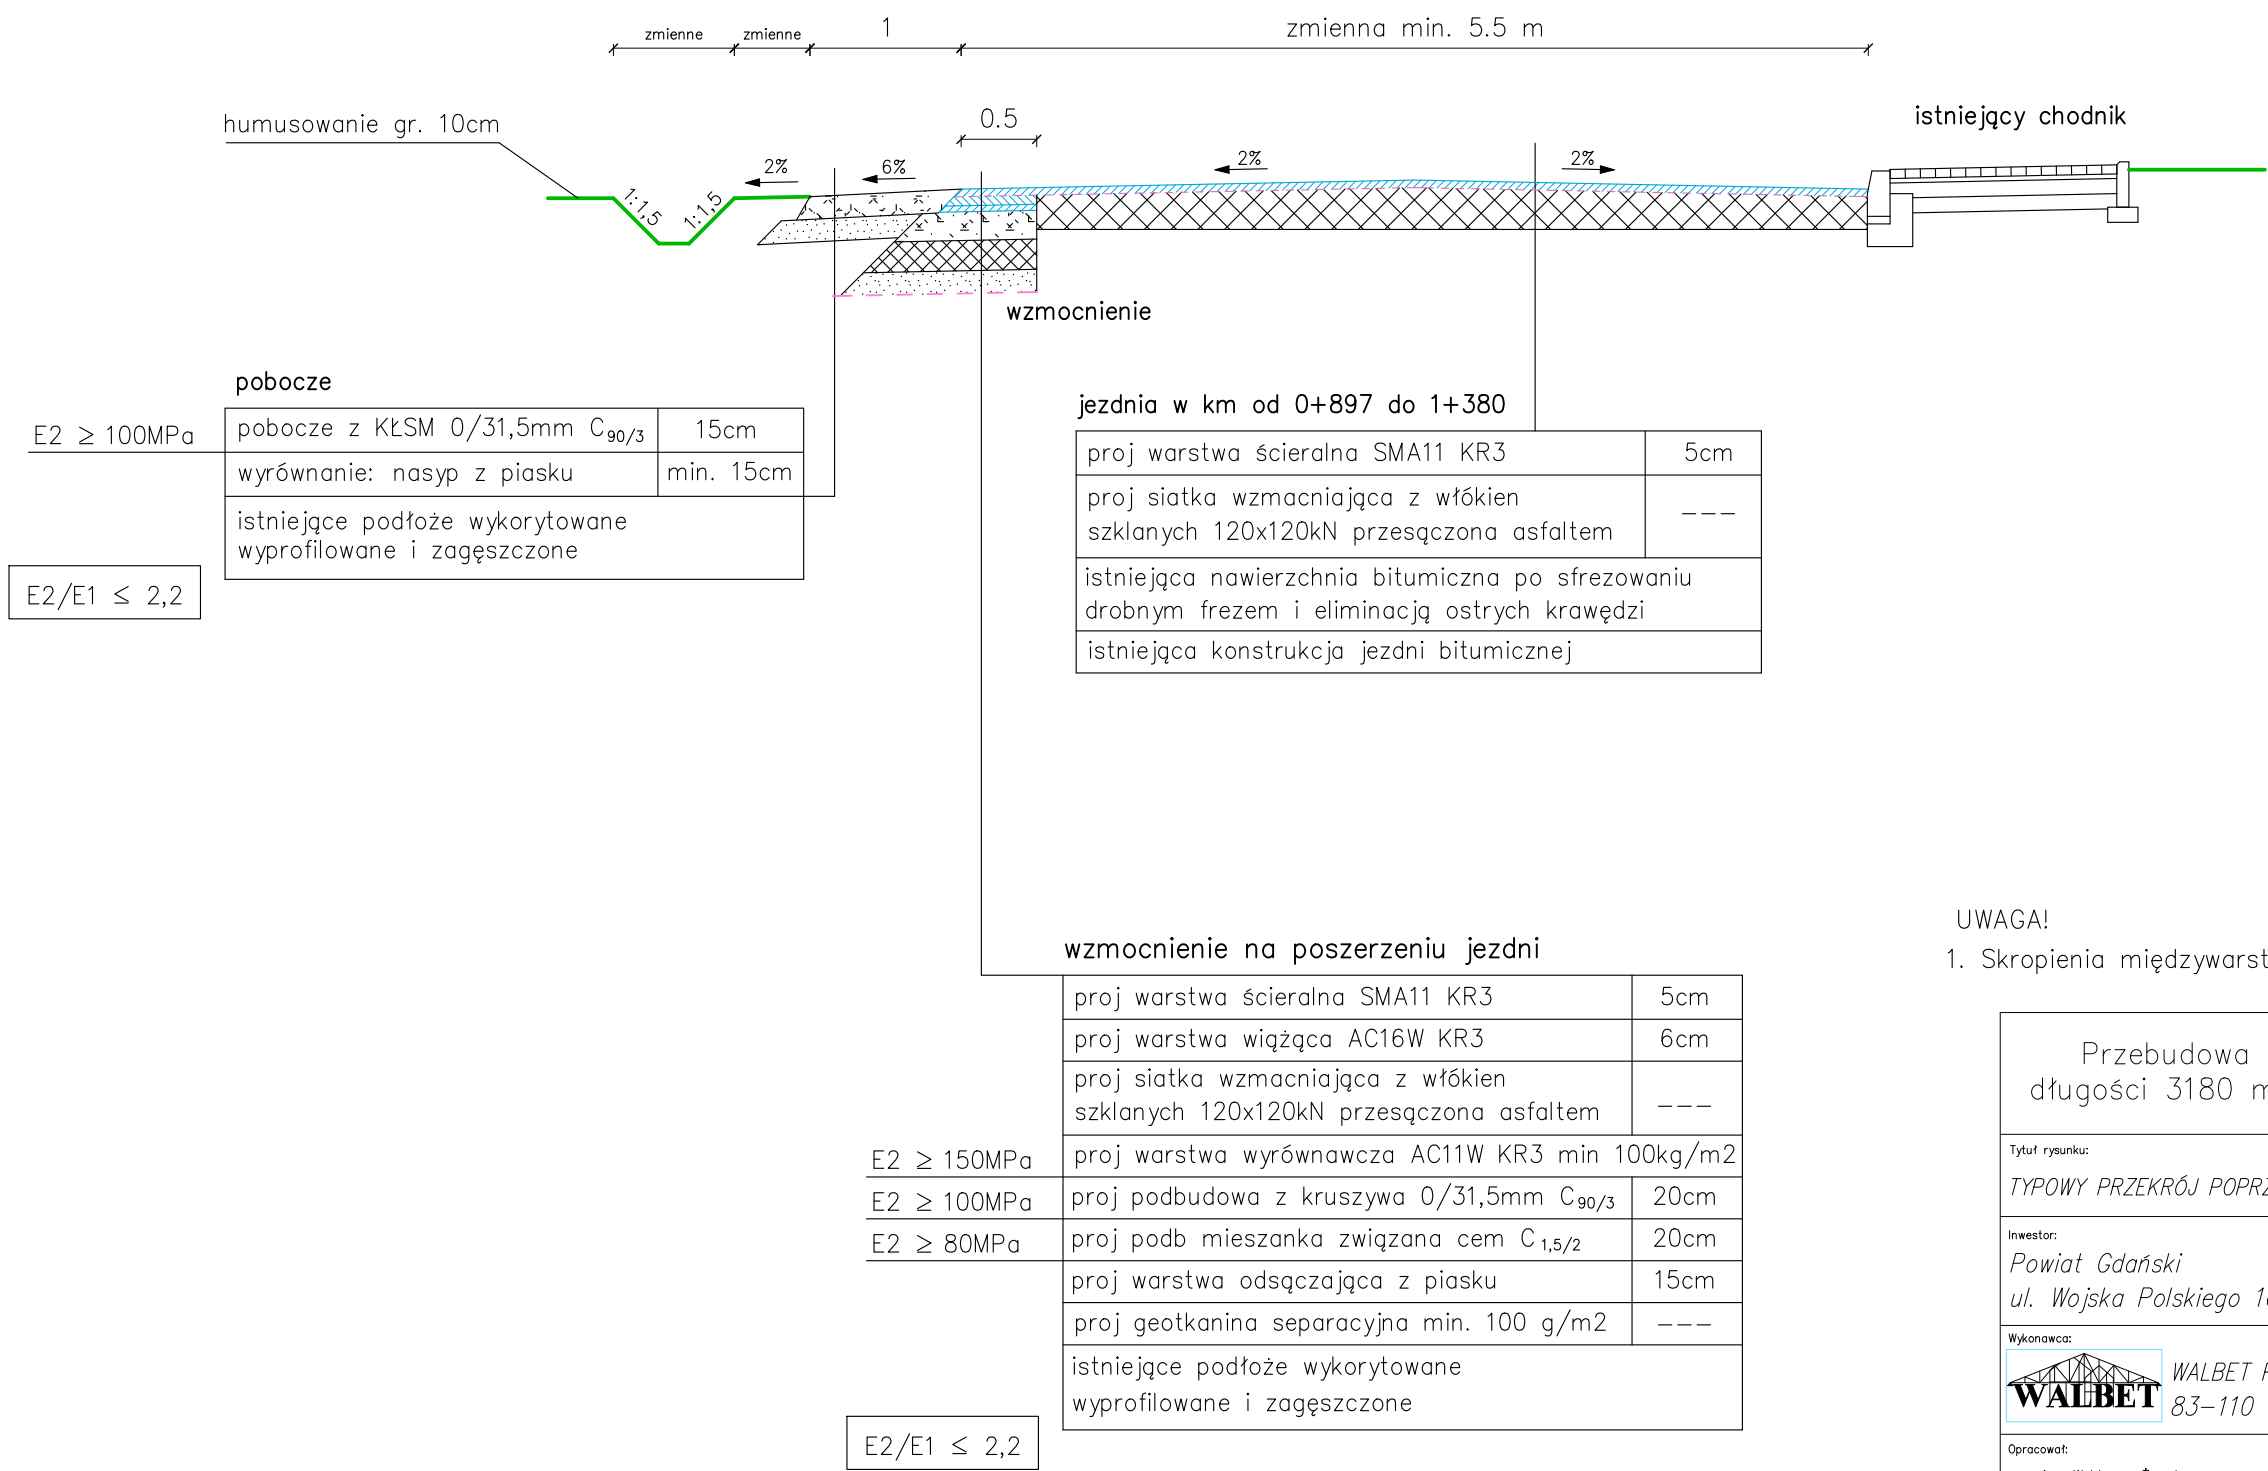 zmienne zmienne 1 zmienna min. 5.5 m
humusowanie gr. 10cm
0.5
istniejący chodnik
2% 6% 2% 2%
1:1,5 1:1,5
wzmocnienie
pobocze
E2 ≥ 100MPa
pobocze z KŁSM 0/31,5mm C90/3 15cm
wyrównanie: nasyp z piasku min. 15cm
istniejące podłoże wykorytowane
wyprofilowane i zagęszczone
E2/E1 ≤ 2,2
jezdnia w km od 0+897 do 1+380
proj warstwa ścieralna SMA11 KR3 5cm
proj siatka wzmacniająca z włókien
szklanych 120x120kN przesączona asfaltem ---
istniejąca nawierzchnia bitumiczna po sfrezowaniu
drobnym frezem i eliminacją ostrych krawędzi
istniejąca konstrukcja jezdni bitumicznej
wzmocnienie na poszerzeniu jezdni
proj warstwa ścieralna SMA11 KR3 5cm
proj warstwa wiążąca AC16W KR3 6cm
proj siatka wzmacniająca z włókien
szklanych 120x120kN przesączona asfaltem ---
E2 ≥ 150MPa proj warstwa wyrównawcza AC11W KR3 min 100kg/m2
E2 ≥ 100MPa proj podbudowa z kruszywa 0/31,5mm C90/3 20cm
E2 ≥ 80MPa proj podb mieszanka związana cem C1,5/2 20cm
proj warstwa odsączająca z piasku 15cm
proj geotkanina separacyjna min. 100 g/m2 ---
istniejące podłoże wykorytowane
wyprofilowane i zagęszczone
E2/E1 ≤ 2,2
UWAGA!
1. Skropienia międzywarst
Przebudowa
długości 3180 m
Tytuł rysunku:
TYPOWY PRZEKRÓJ POPRZ
Inwestor:
Powiat Gdański
ul. Wojska Polskiego 1
Wykonawca:
WALBET
WALBET
83-110
Opracował: